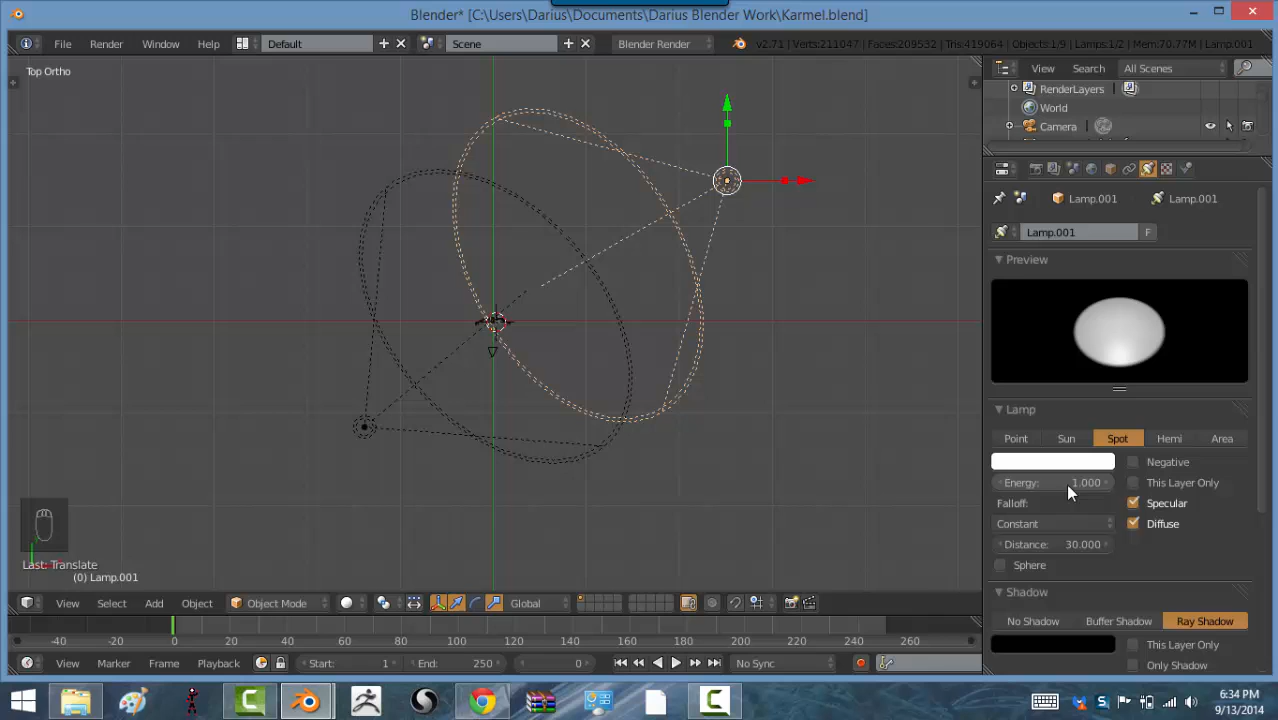 Blender* [C:\Users\Darius\Documents\Darius Blender Work\Karmel.blend]
File Render Window Help Default Scene Blender Render v2.71 | Verts:211047 | Faces:209532 | Tris:419064 | Objects:1/9 | Lamps:1/2 | Mem:70.77M | Lamp.001
Top Ortho
View Search All Scenes
RenderLayers
World
Camera
Lamp.001 Lamp.001
Lamp.001 F
Preview
Lamp
Point Sun Spot Hemi Area
Negative
Energy: 1.000 This Layer Only
Falloff: Specular
Constant Diffuse
Distance: 30.000
Sphere
Shadow
No Shadow Buffer Shadow Ray Shadow
This Layer Only
Only Shadow
Last: Translate
(0) Lamp.001
View Select Add Object Object Mode Global
-40 -20 0 20 40 60 80 100 120 140 160 180 200 220 240 260
View Marker Frame Playback Start: 1 End: 250 0 No Sync
6:34 PM
9/13/2014